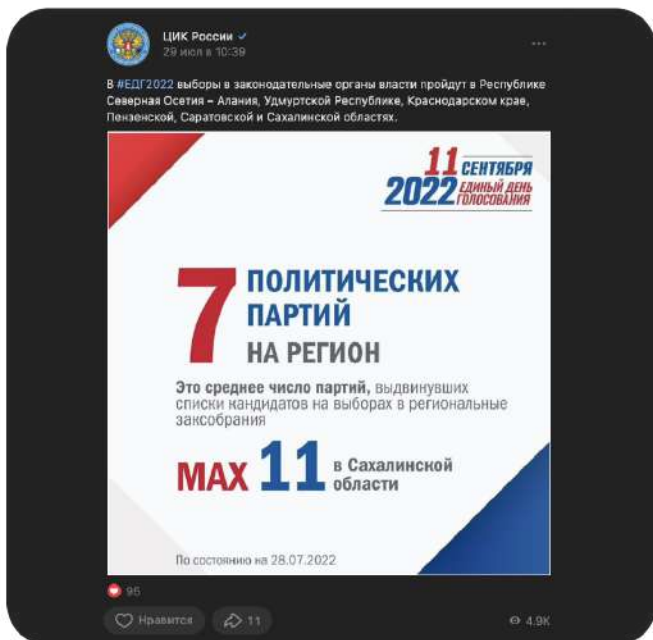 ЦИК России
29 июл в 10:39
В #ЕДГ2022 выборы в законодательные органы власти пройдут в Республике
Северная Осетия – Алания, Удмуртской Республике, Краснодарском крае,
Пензенской, Саратовской и Сахалинской областях.
11 СЕНТЯБРЯ
2022 ЕДИНЫЙ ДЕНЬ
ГОЛОСОВАНИЯ
7 ПОЛИТИЧЕСКИХ
ПАРТИЙ
НА РЕГИОН
Это среднее число партий, выдвинувших
списки кандидатов на выборах в региональные
заксобрания
MAX 11 в Сахалинской
области
По состоянию на 28.07.2022
95
Нравится
11
4.9K